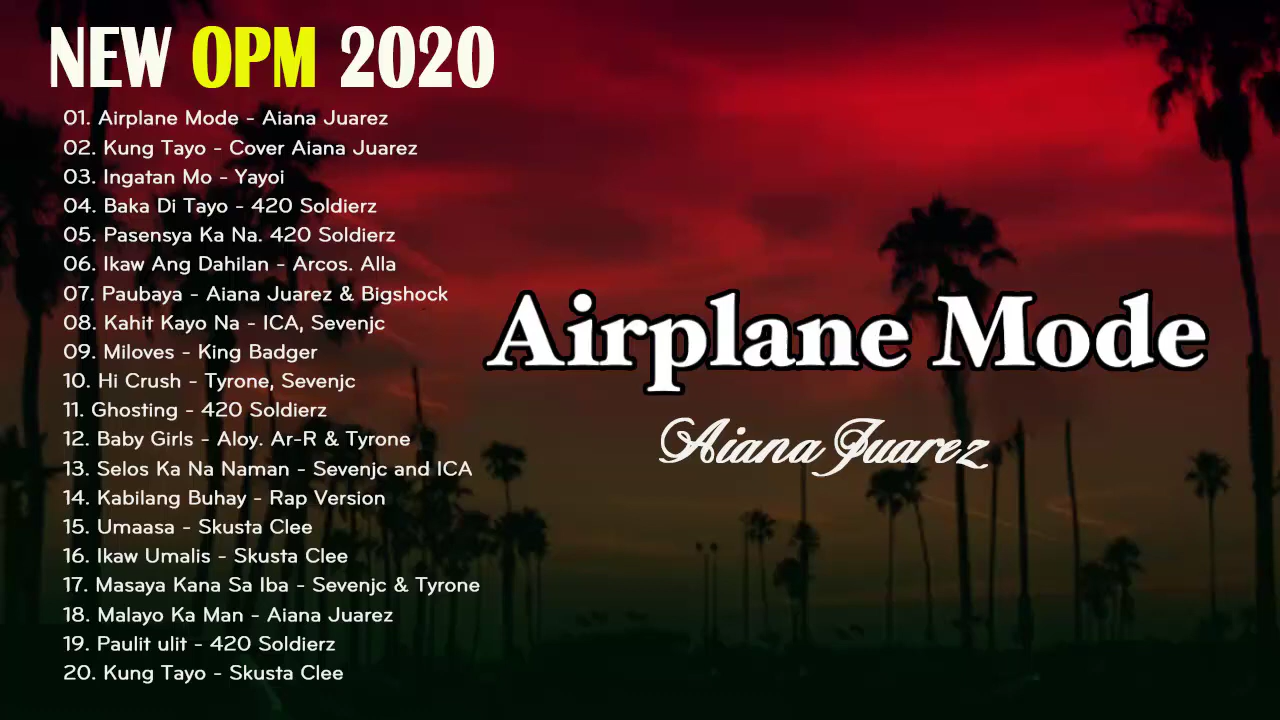 NEW OPM 2020
01. Airplane Mode - Aiana Juarez
02. Kung Tayo - Cover Aiana Juarez
03. Ingatan Mo - Yayoi
04. Baka Di Tayo - 420 Soldierz
05. Pasensya Ka Na. 420 Soldierz
06. Ikaw Ang Dahilan - Arcos. Alla
07. Paubaya - Aiana Juarez & Bigshock
08. Kahit Kayo Na - ICA, Sevenjc
09. Miloves - King Badger
10. Hi Crush - Tyrone, Sevenjc
11. Ghosting - 420 Soldierz
12. Baby Girls - Aloy. Ar-R & Tyrone
13. Selos Ka Na Naman - Sevenjc and ICA
14. Kabilang Buhay - Rap Version
15. Umaasa - Skusta Clee
16. Ikaw Umalis - Skusta Clee
17. Masaya Kana Sa Iba - Sevenjc & Tyrone
18. Malayo Ka Man - Aiana Juarez
19. Paulit ulit - 420 Soldierz
20. Kung Tayo - Skusta Clee
Airplane Mode
Aiana Juarez